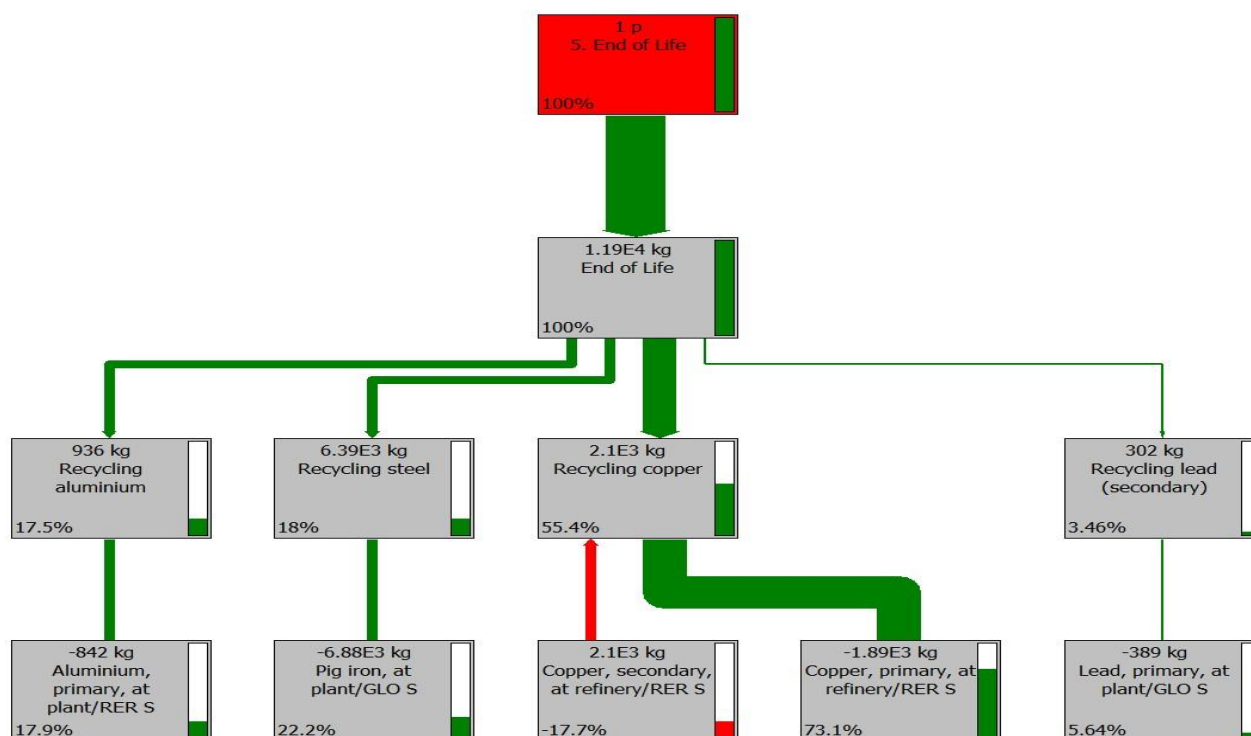 1 p
5. End of Life
100%
1.19E4 kg
End of Life
100%
936 kg
Recycling
aluminium
17.5%
6.39E3 kg
Recycling steel
18%
2.1E3 kg
Recycling copper
55.4%
302 kg
Recycling lead
(secondary)
3.46%
-842 kg
Aluminium,
primary, at
plant/RER S
17.9%
-6.88E3 kg
Pig iron, at
plant/GLO S
22.2%
2.1E3 kg
Copper, secondary,
at refinery/RER S
-17.7%
-1.89E3 kg
Copper, primary, at
refinery/RER S
73.1%
-389 kg
Lead, primary, at
plant/GLO S
5.64%